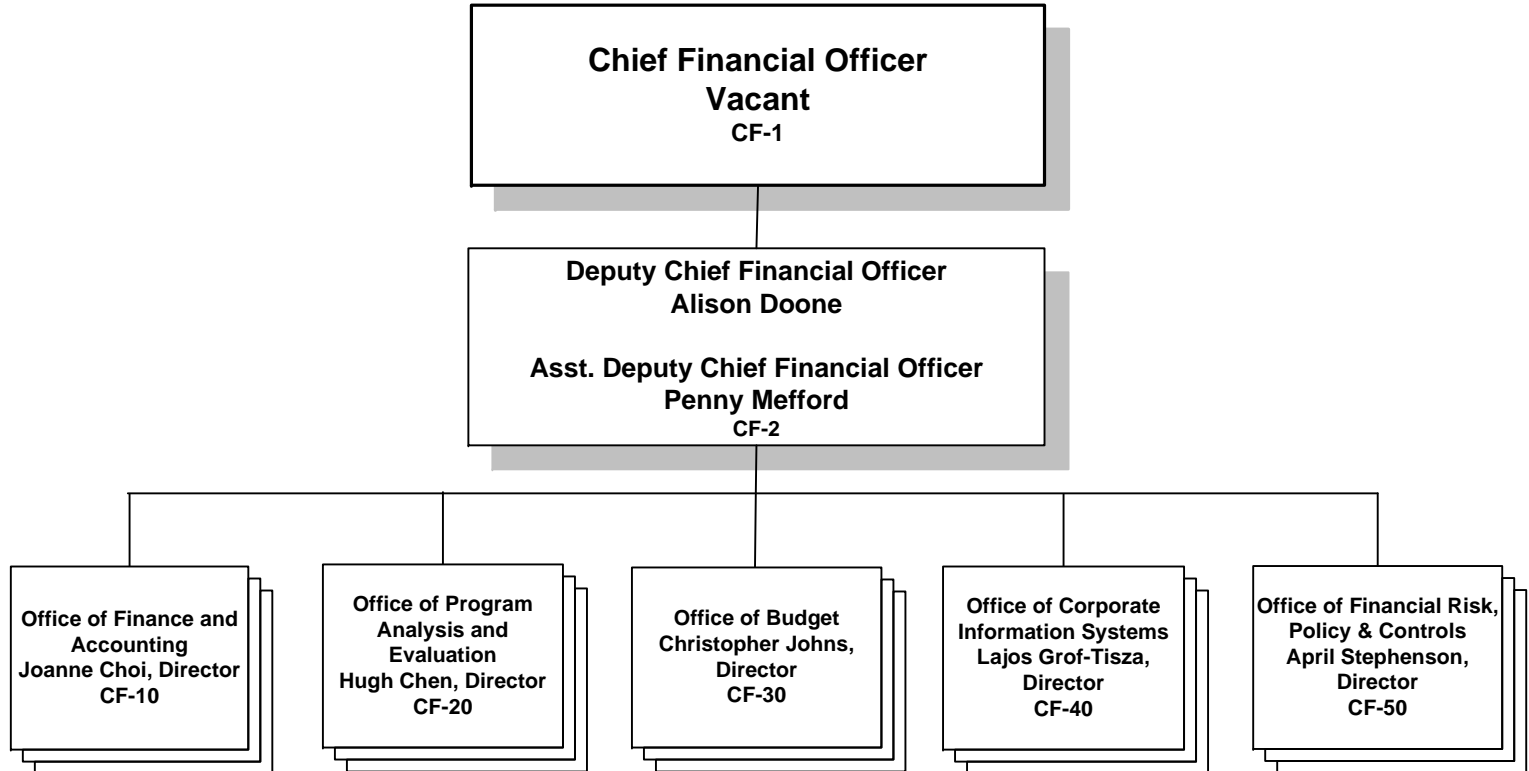 Chief Financial Officer
Vacant
CF-1
Deputy Chief Financial Officer
Alison Doone
Asst. Deputy Chief Financial Officer
Penny Mefford
CF-2
Office of Finance and
Accounting
Joanne Choi, Director
CF-10
Office of Program
Analysis and
Evaluation
Hugh Chen, Director
CF-20
Office of Budget
Christopher Johns,
Director
CF-30
Office of Corporate
Information Systems
Lajos Grof-Tisza,
Director
CF-40
Office of Financial Risk,
Policy & Controls
April Stephenson,
Director
CF-50